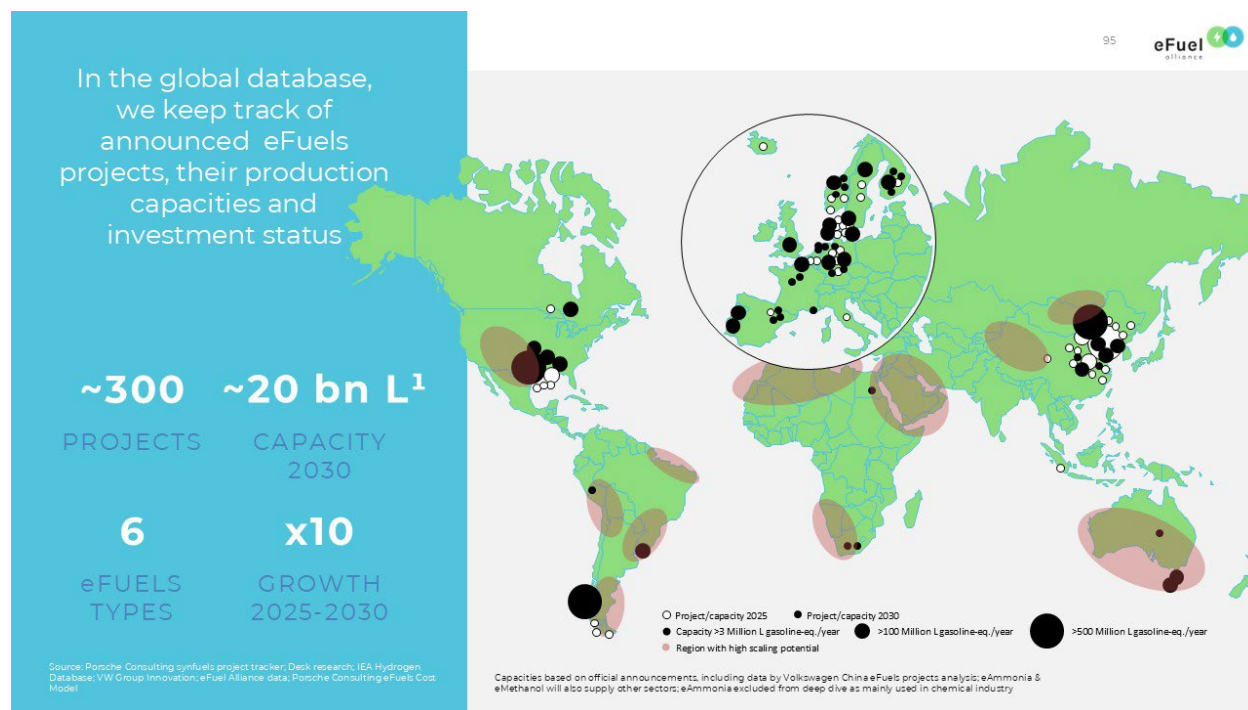 95
eFuel
alliance
In the global database,
we keep track of
announced eFuels
projects, their production
capacities and
investment status
~300
PROJECTS
~20 bn L¹
CAPACITY
2030
6
eFUELS
TYPES
x10
GROWTH
2025-2030
Project/capacity 2025
Project/capacity 2030
Capacity >3 Million L gasoline-eq./year
>100 Million L gasoline-eq./year
>500 Million L gasoline-eq./year
Region with high scaling potential
Source: Porsche Consulting synfuels project tracker; Desk research; IEA Hydrogen
Database; VW Group Innovation; eFuel Alliance data; Porsche Consulting eFuels Cost
Model
Capacities based on official announcements, including data by Volkswagen China eFuels projects analysis; eAmmonia &
eMethanol will also supply other sectors; eAmmonia excluded from deep dive as mainly used in chemical industry